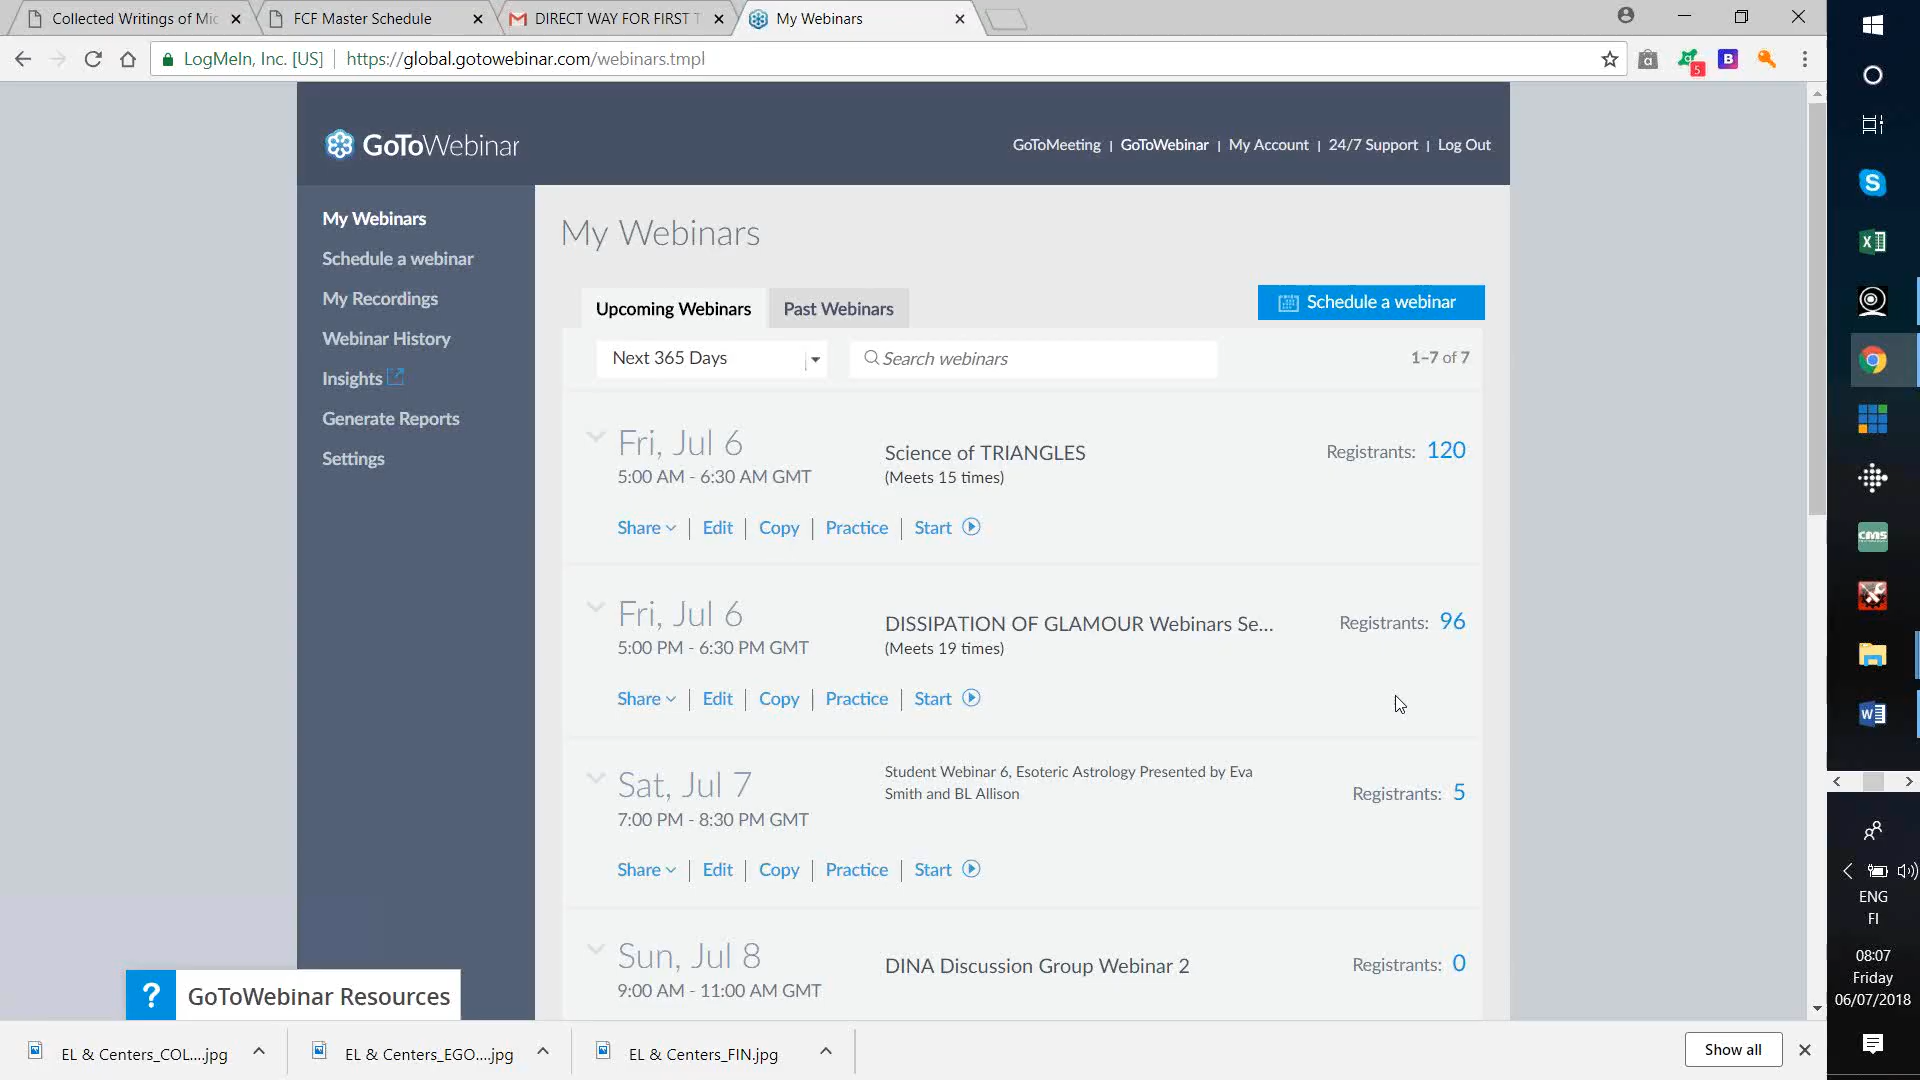 Collected Writings of Mic
FCF Master Schedule
DIRECT WAY FOR FIRST T
My Webinars
LogMeIn, Inc. [US]
https://global.gotowebinar.com/webinars.tmpl
5
B
GoToWebinar
GoToMeeting | GoToWebinar | My Account | 24/7 Support | Log Out
My Webinars
Schedule a webinar
My Recordings
Webinar History
Insights
Generate Reports
Settings
My Webinars
Upcoming Webinars
Past Webinars
Schedule a webinar
Next 365 Days
Search webinars
1–7 of 7
Fri, Jul 6
5:00 AM - 6:30 AM GMT
Science of TRIANGLES
(Meets 15 times)
Registrants: 120
Share | Edit | Copy | Practice | Start
Fri, Jul 6
5:00 PM - 6:30 PM GMT
DISSIPATION OF GLAMOUR Webinars Se...
(Meets 19 times)
Registrants: 96
Share | Edit | Copy | Practice | Start
Sat, Jul 7
7:00 PM - 8:30 PM GMT
Student Webinar 6, Esoteric Astrology Presented by Eva
Smith and BL Allison
Registrants: 5
Share | Edit | Copy | Practice | Start
Sun, Jul 8
9:00 AM - 11:00 AM GMT
DINA Discussion Group Webinar 2
Registrants: 0
? GoToWebinar Resources
EL & Centers_COL....jpg
EL & Centers_EGO....jpg
EL & Centers_FIN.jpg
Show all
CMS
ENG
FI
08:07
Friday
06/07/2018